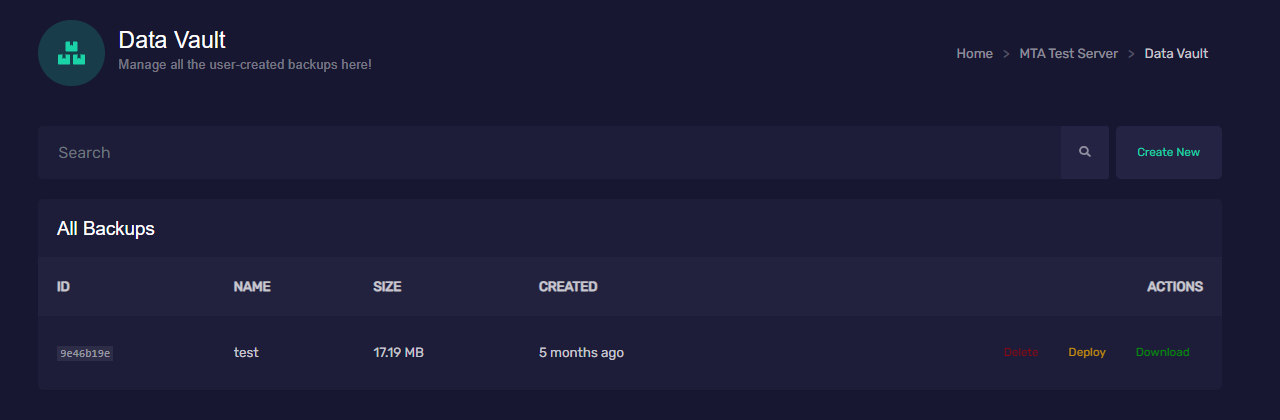 Data Vault
Manage all the user-created backups here!
Home > MTA Test Server > Data Vault
Search
Create New
All Backups
ID NAME SIZE CREATED ACTIONS
9e46b19e test 17.19 MB 5 months ago Delete Deploy Download